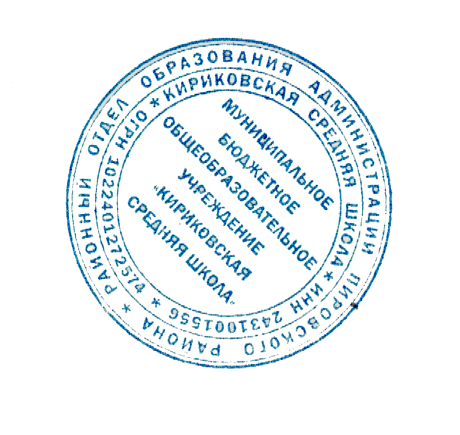 * РАЙОННЫЙ ОТДЕЛ ОБРАЗОВАНИЯ АДМИНИСТРАЦИИ ПИРОВСКОГО РАЙОНА
* КИРИКОВСКАЯ СРЕДНЯЯ ШКОЛА * ИНН 2431001556 * ОГРН 1022401272574
МУНИЦИПАЛЬНОЕ
БЮДЖЕТНОЕ
ОБЩЕОБРАЗОВАТЕЛЬНОЕ
УЧРЕЖДЕНИЕ
"КИРИКОВСКАЯ
СРЕДНЯЯ ШКОЛА"